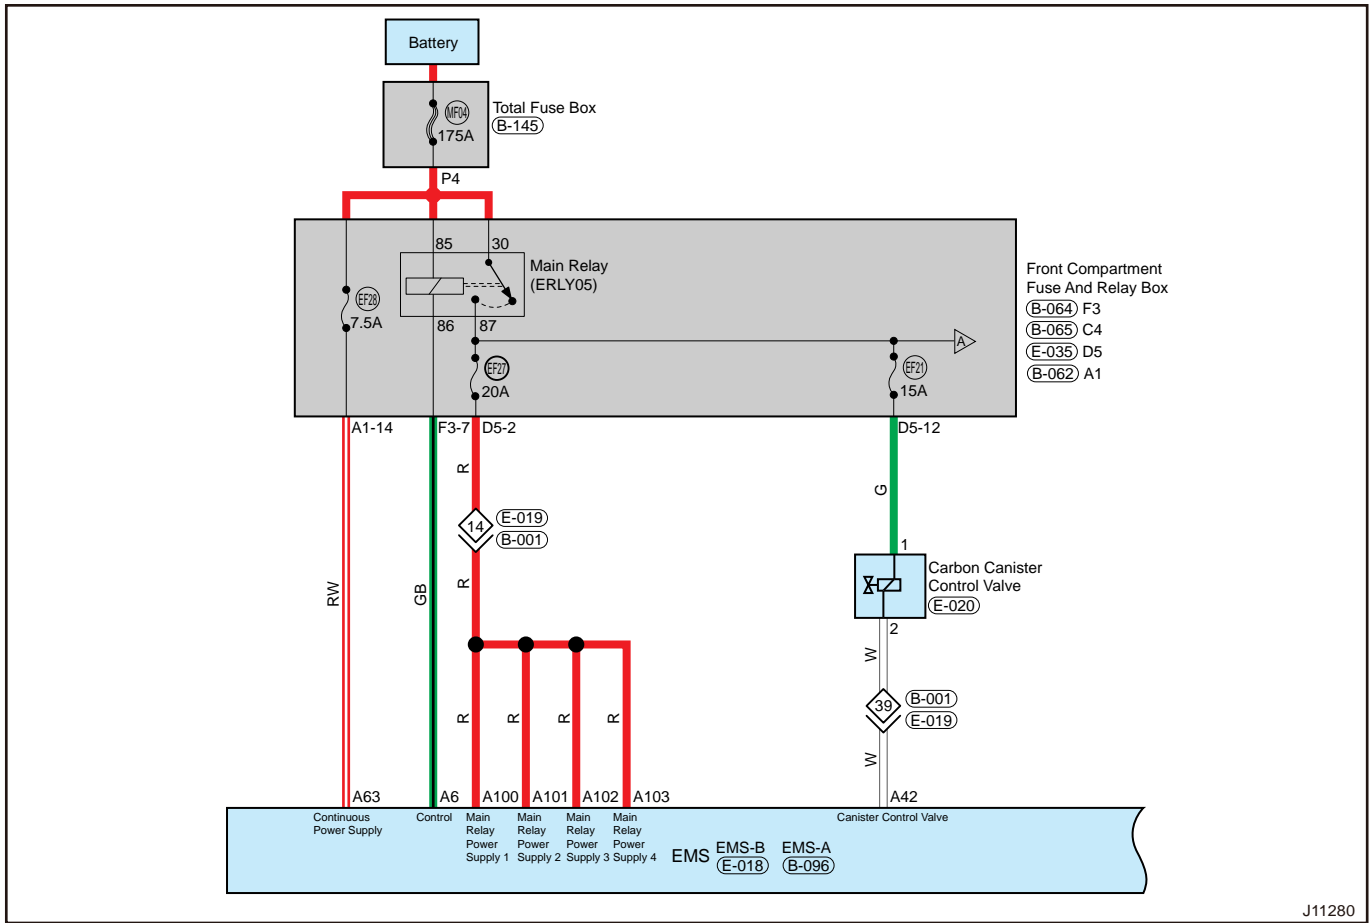 Battery
MF04
175A
Total Fuse Box
B-145
P4
85
30
Main Relay
(ERLY05)
EF28
7.5A
86
87
A
EF27
20A
EF21
15A
Front Compartment
Fuse And Relay Box
B-064 F3
B-065 C4
E-035 D5
B-062 A1
A1-14
F3-7
D5-2
D5-12
R
G
14
E-019
B-001
1
Carbon Canister
Control Valve
E-020
2
RW
GB
R
W
39
B-001
E-019
R
R
R
R
W
A63
A6
A100
A101
A102
A103
A42
Continuous
Power Supply
Control
Main
Relay
Power
Supply 1
Main
Relay
Power
Supply 2
Main
Relay
Power
Supply 3
Main
Relay
Power
Supply 4
Canister Control Valve
EMS
EMS-B
E-018
EMS-A
B-096
J11280